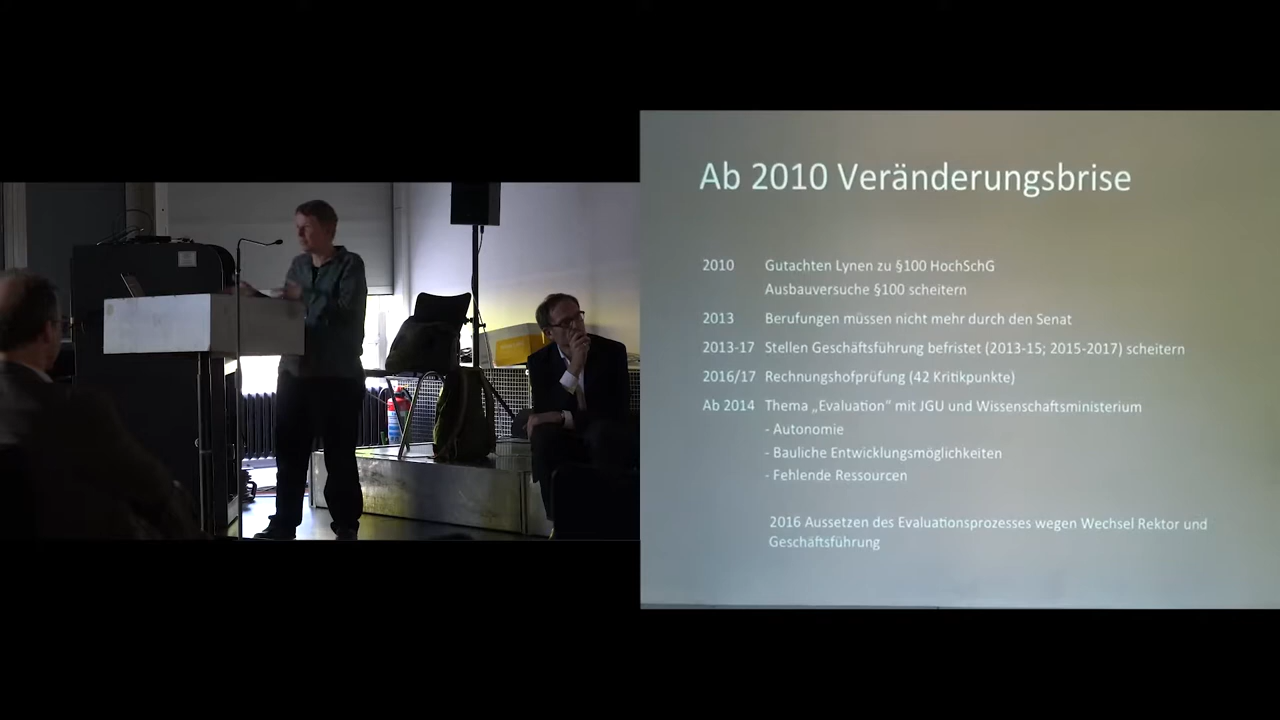 Ab 2010 Veränderungsbrise
2010 Gutachten Lynen zu §100 HochSchG
Ausbauversuche §100 scheitern
2013 Berufungen müssen nicht mehr durch den Senat
2013-17 Stellen Geschäftsführung befristet (2013-15; 2015-2017) scheitern
2016/17 Rechnungshofprüfung (42 Kritikpunkte)
Ab 2014 Thema „Evaluation“ mit JGU und Wissenschaftsministerium
- Autonomie
- Bauliche Entwicklungsmöglichkeiten
- Fehlende Ressourcen
2016 Aussetzen des Evaluationsprozesses wegen Wechsel Rektor und
Geschäftsführung